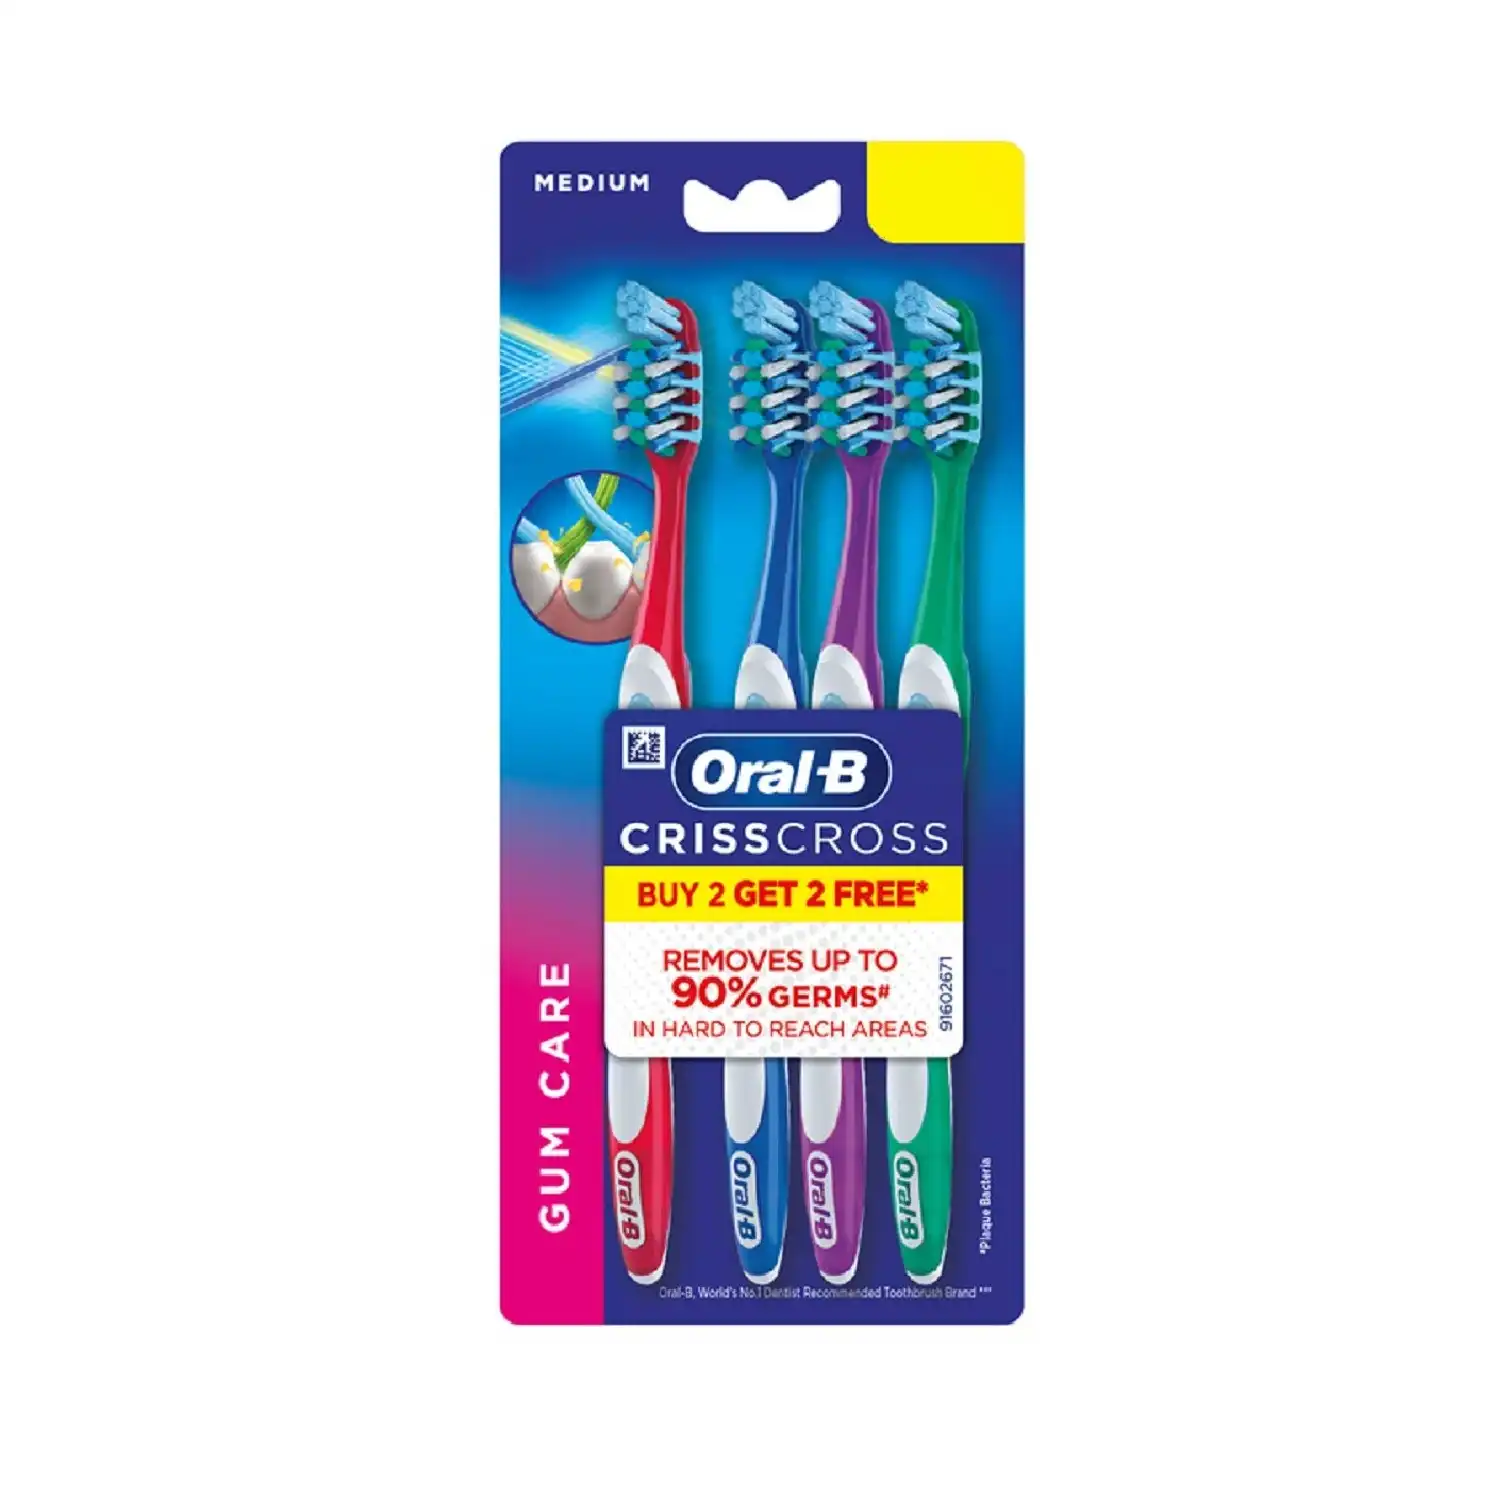 MEDIUM
Oral-B
CRISSCROSS
BUY 2 GET 2 FREE*
REMOVES UP TO
90% GERMS#
IN HARD TO REACH AREAS
91602671
GUM CARE
Oral-B
Oral-B
Oral-B
Oral-B
#Plaque Bacteria
Oral-B, World's No.1 Dentist Recommended Toothbrush Brand ***